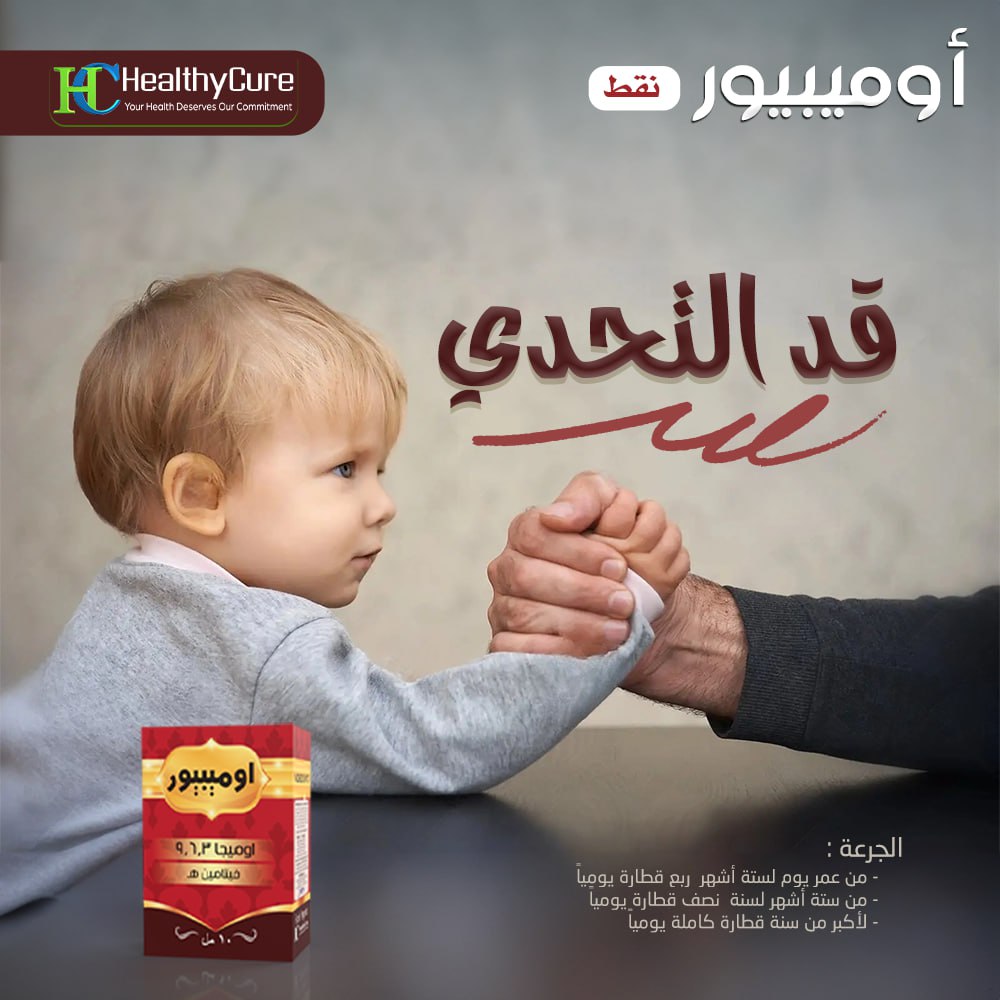 HealthyCure
Your Health Deserves Our Commitment
أوميبيور نقط
قد التحدي
اوميبيور
اوميجا ٩,٦,٣
فيتامين هـ
١٠ مل
الجرعة :
- من عمر يوم لستة أشهر ربع قطارة يومياً
- من ستة أشهر لسنة نصف قطارة يومياً
- لأكبر من سنة قطارة كاملة يومياً